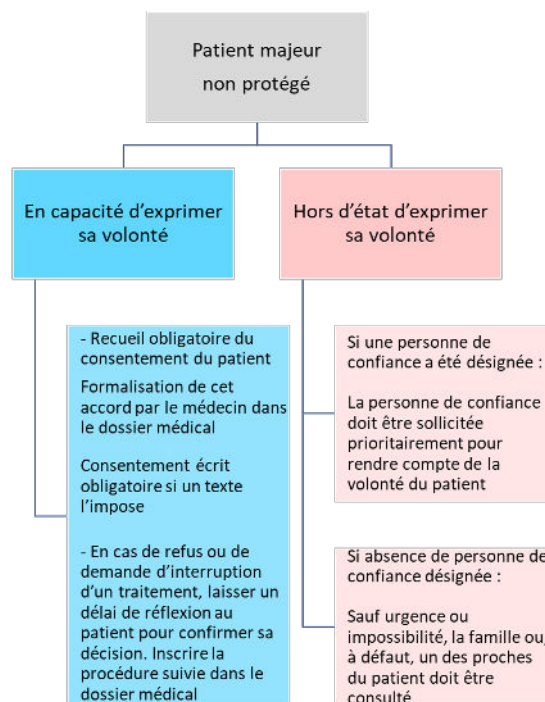 Patient majeur
non protégé
En capacité d'exprimer
sa volonté
Hors d'état d'exprimer
sa volonté
- Recueil obligatoire du
consentement du patient
Formalisation de cet
accord par le médecin dans
le dossier médical
Consentement écrit
obligatoire si un texte
l'impose
- En cas de refus ou de
demande d'interruption
d'un traitement, laisser un
délai de réflexion au
patient pour confirmer sa
décision. Inscrire la
procédure suivie dans le
dossier médical
Si une personne de
confiance a été désignée :
La personne de confiance
doit être sollicitée
prioritairement pour
rendre compte de la
volonté du patient
Si absence de personne de
confiance désignée :
Sauf urgence ou
impossibilité, la famille ou,
à défaut, un des proches
du patient doit être
consulté